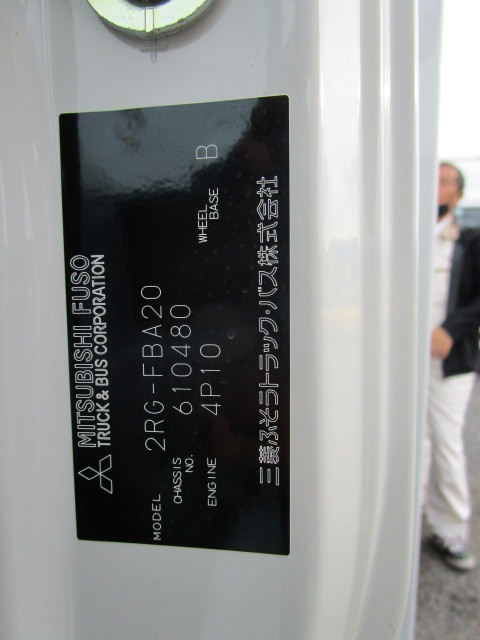 MITSUBISHI FUSO
TRUCK & BUS CORPORATION
MODEL 2RG-FBA20
CHASSIS NO. 610480
ENGINE 4P10 WHEEL BASE B
三菱ふそうトラック・バス株式会社